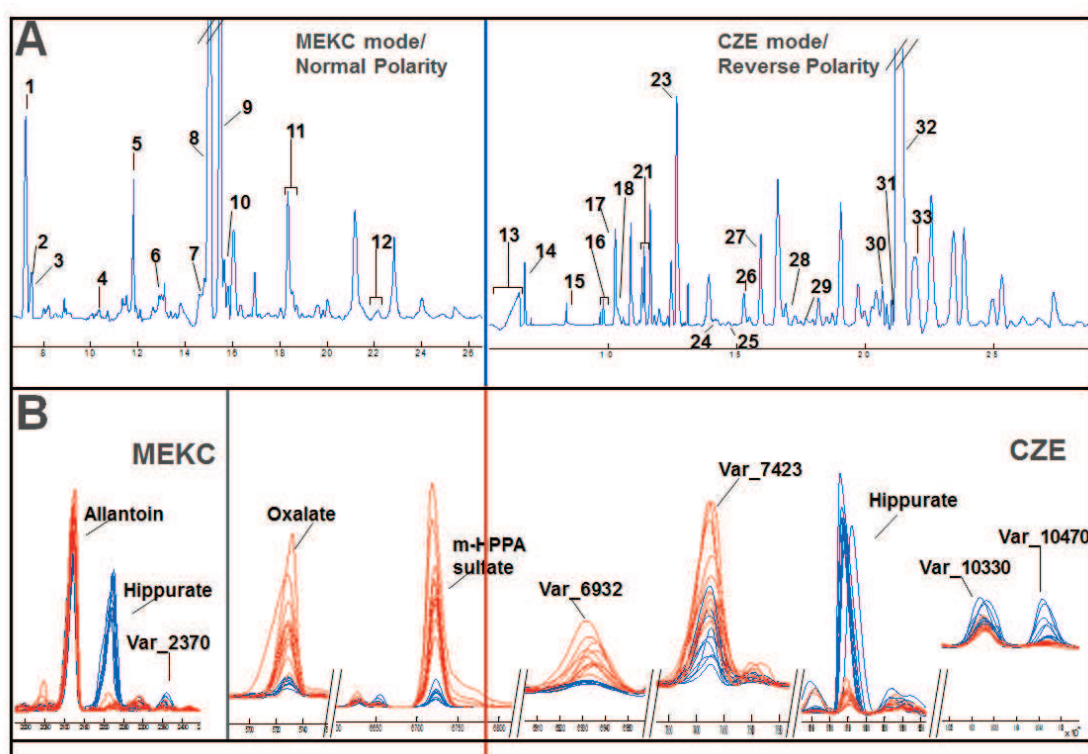 A
MEKC mode/
Normal Polarity
CZE mode/
Reverse Polarity
1
2
3
4
5
6
7
8
9
10
11
12
13
14
15
16
17
18
21
23
24
25
26
27
28
29
30
31
32
33
8 10 12 14 16 18 20 22 24 26
10 15 20 25
B
MEKC
CZE
Allantoin
Hippurate
Var_2370
Oxalate
m-HPPA
sulfate
Var_6932
Var_7423
Hippurate
Var_10330
Var_10470